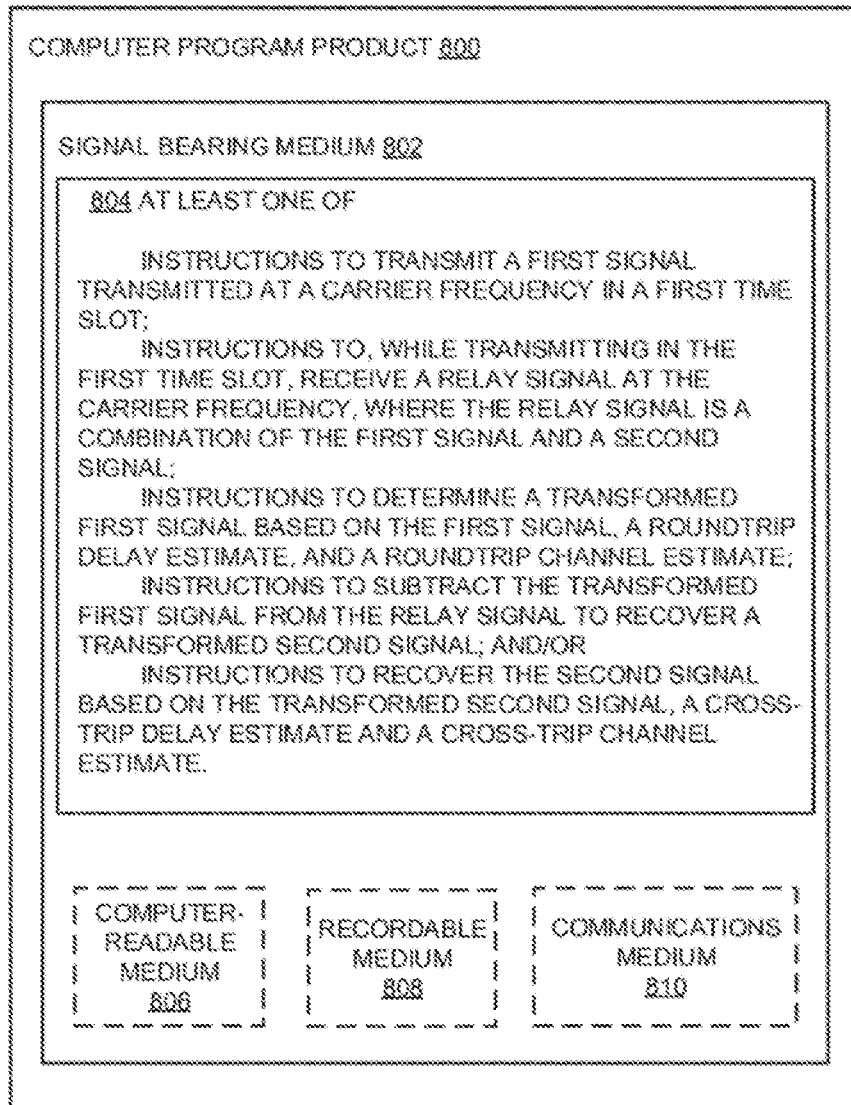 COMPUTER PROGRAM PRODUCT 800
SIGNAL BEARING MEDIUM 802
804 AT LEAST ONE OF
INSTRUCTIONS TO TRANSMIT A FIRST SIGNAL
TRANSMITTED AT A CARRIER FREQUENCY IN A FIRST TIME
SLOT;
INSTRUCTIONS TO, WHILE TRANSMITTING IN THE
FIRST TIME SLOT, RECEIVE A RELAY SIGNAL AT THE
CARRIER FREQUENCY, WHERE THE RELAY SIGNAL IS A
COMBINATION OF THE FIRST SIGNAL AND A SECOND
SIGNAL;
INSTRUCTIONS TO DETERMINE A TRANSFORMED
FIRST SIGNAL BASED ON THE FIRST SIGNAL, A ROUNDTRIP
DELAY ESTIMATE, AND A ROUNDTRIP CHANNEL ESTIMATE;
INSTRUCTIONS TO SUBTRACT THE TRANSFORMED
FIRST SIGNAL FROM THE RELAY SIGNAL TO RECOVER A
TRANSFORMED SECOND SIGNAL; AND/OR
INSTRUCTIONS TO RECOVER THE SECOND SIGNAL
BASED ON THE TRANSFORMED SECOND SIGNAL, A CROSS-
TRIP DELAY ESTIMATE AND A CROSS-TRIP CHANNEL
ESTIMATE.
COMPUTER-
READABLE
MEDIUM
806
RECORDABLE
MEDIUM
808
COMMUNICATIONS
MEDIUM
810